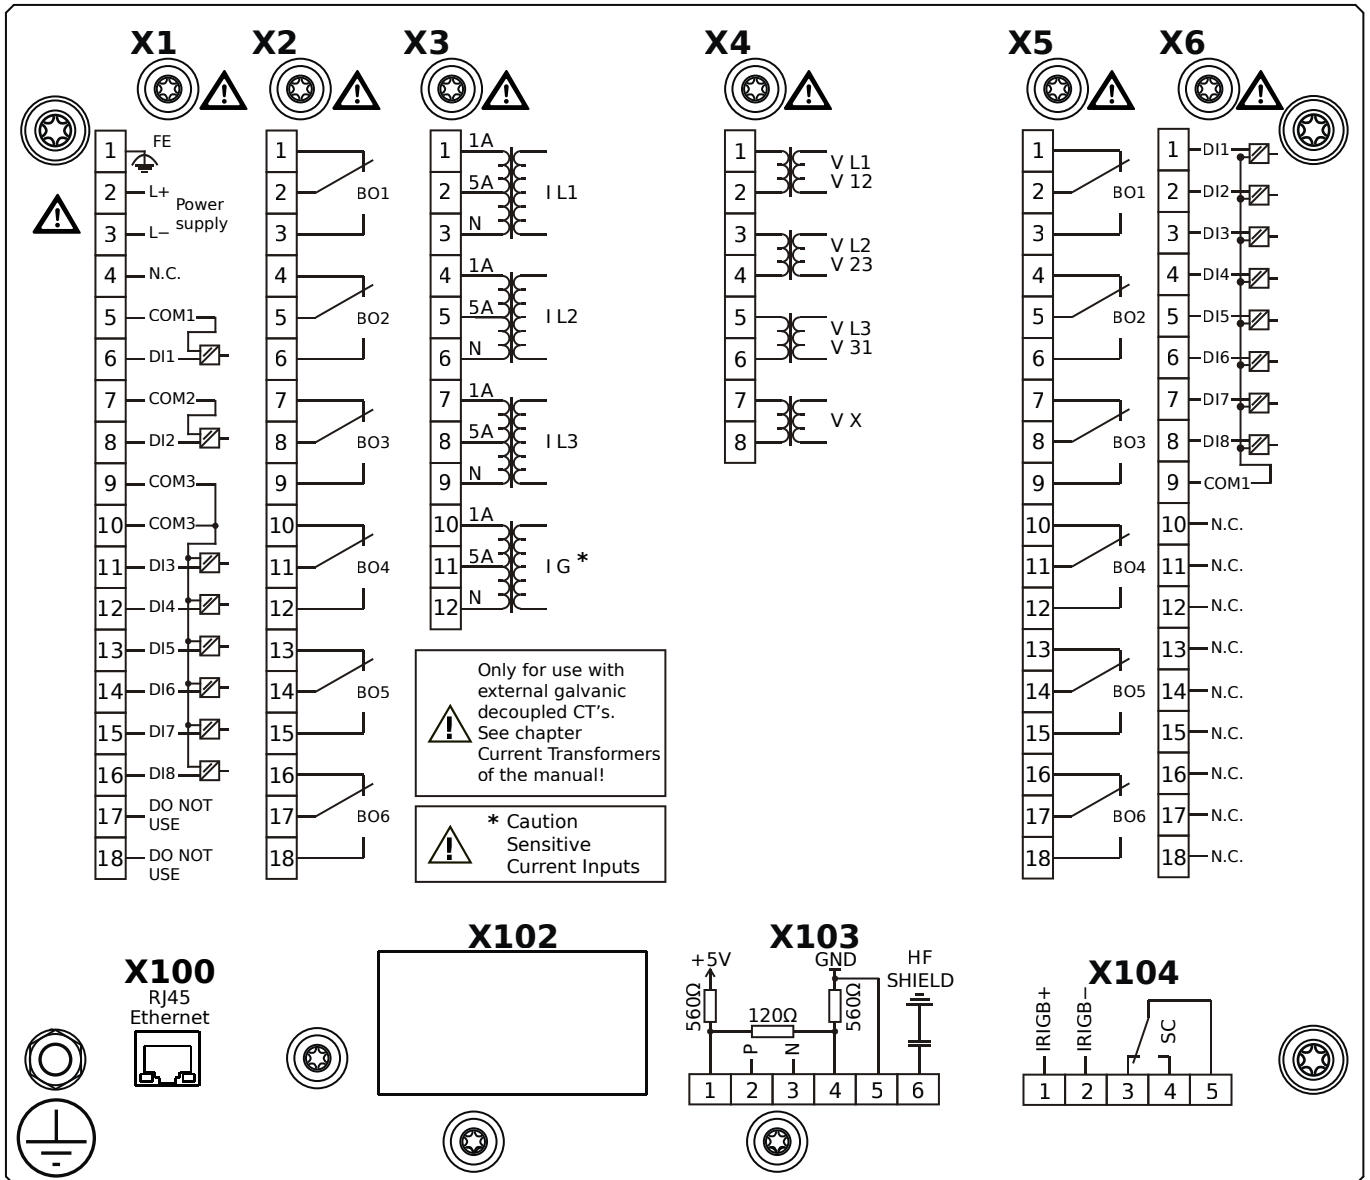 X1 X2 X3 X4 X5 X6
1 FE
2 L+
Power
supply
3 L−
4 N.C.
5 COM1
6 DI1
7 COM2
8 DI2
9 COM3
10 COM3
11 DI3
12 DI4
13 DI5
14 DI6
15 DI7
16 DI8
17 DO NOT
USE
18 DO NOT
USE
1
2 BO1
3
4
5 BO2
6
7
8 BO3
9
10
11 BO4
12
13
14 BO5
15
16
17 BO6
18
1 1A
2 5A I L1
3 N
4 1A
5 5A I L2
6 N
7 1A
8 5A I L3
9 N
10 1A
11 5A I G *
12 N
Only for use with
external galvanic
decoupled CT's.
See chapter
Current Transformers
of the manual!
* Caution
Sensitive
Current Inputs
1 V L1
2 V 12
3 V L2
4 V 23
5 V L3
6 V 31
7 V X
8
1
2 BO1
3
4
5 BO2
6
7
8 BO3
9
10
11 BO4
12
13
14 BO5
15
16
17 BO6
18
1 DI1
2 DI2
3 DI3
4 DI4
5 DI5
6 DI6
7 DI7
8 DI8
9 COM1
10 N.C.
11 N.C.
12 N.C.
13 N.C.
14 N.C.
15 N.C.
16 N.C.
17 N.C.
18 N.C.
X100
RJ45
Ethernet
X102
X103
+5V GND HF
SHIELD
560Ω 120Ω 560Ω
P N
1 2 3 4 5 6
X104
IRIGB+ IRIGB− SC
1 2 3 4 5